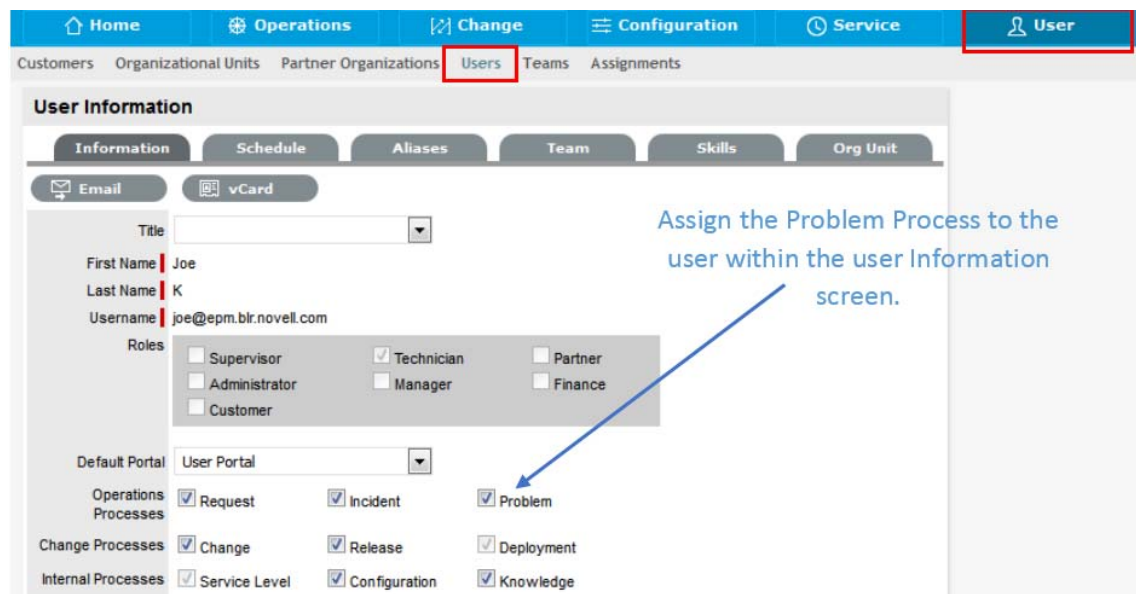 Home Operations Change Configuration Service User
Customers Organizational Units Partner Organizations Users Teams Assignments
User Information
Information Schedule Aliases Team Skills Org Unit
Email vCard
Assign the Problem Process to the
user within the user Information
screen.
Title
First Name Joe
Last Name K
Username joe@epm.blr.novell.com
Roles
Supervisor Technician Partner
Administrator Manager Finance
Customer
Default Portal User Portal
Operations
Processes
Request Incident Problem
Change Processes Change Release Deployment
Internal Processes Service Level Configuration Knowledge